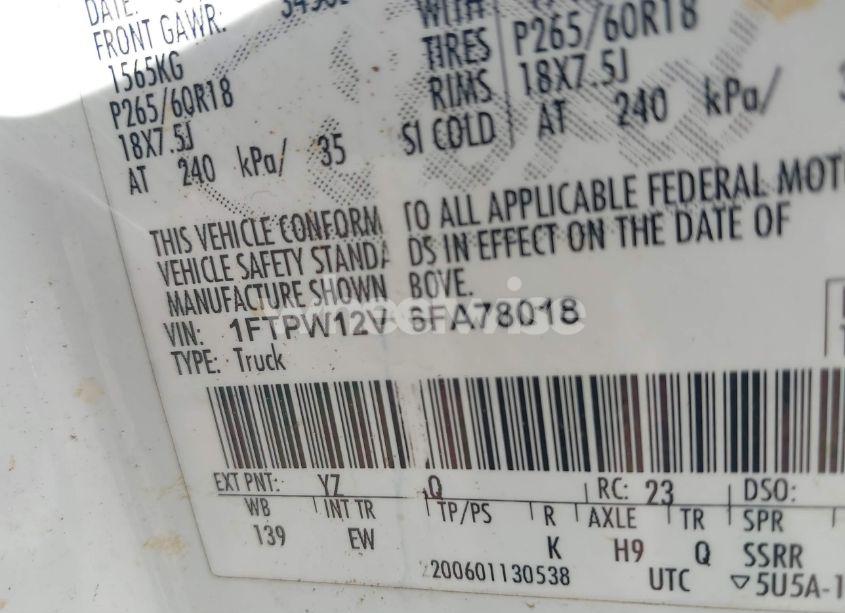 DATE:
FRONT GAWR:
1565KG
P265/60R18
18X7.5J
AT 240 kPa/ 35
WITH
TIRES P265/60R18
RIMS 18X7.5J
SI COLD AT 240 kPa/
THIS VEHICLE CONFORM TO ALL APPLICABLE FEDERAL MOT
VEHICLE SAFETY STANDA DS IN EFFECT ON THE DATE OF
MANUFACTURE SHOWN BOVE.
VIN: 1FTPW12V 6FA78018
TYPE: Truck
EXT PNT: YZ Q RC: 23 DSO:
WB INT TR TP/PS R AXLE TR SPR
139 EW K H9 Q SSRR
200601130538 UTC ▽5U5A-1